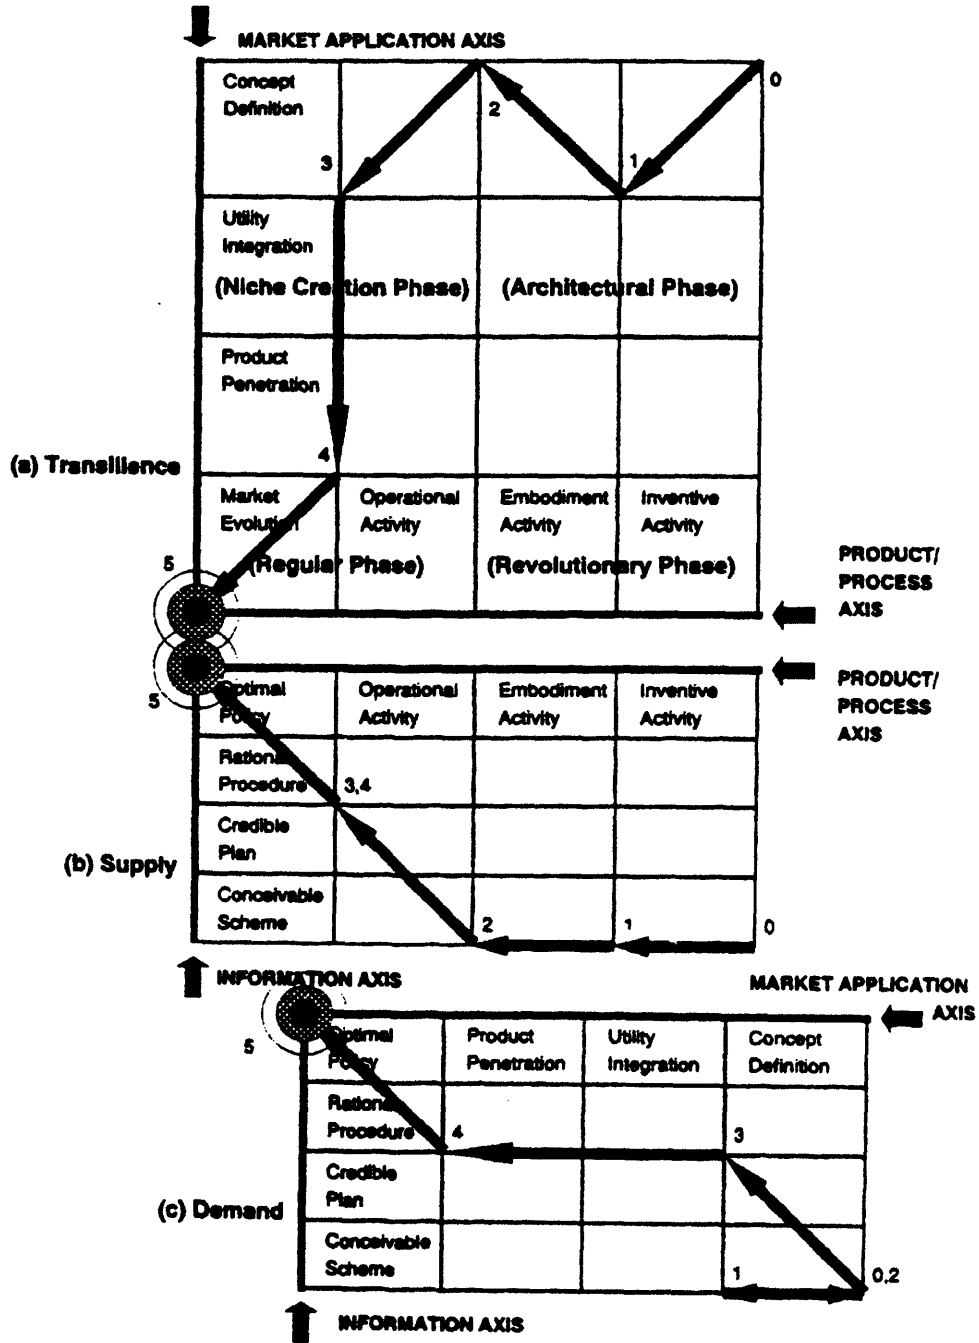 MARKET APPLICATION AXIS
Concept
Definition
0
2
1
3
Utility
Integration
(Niche Creation Phase)
(Architectural Phase)
Product
Penetration
4
(a) Transilience
Market
Evolution
Operational
Activity
Embodiment
Activity
Inventive
Activity
5
(Regular Phase)
(Revolutionary Phase)
PRODUCT/
PROCESS
AXIS
5
Optimal
Policy
Operational
Activity
Embodiment
Activity
Inventive
Activity
PRODUCT/
PROCESS
AXIS
Rational
Procedure
3,4
Credible
Plan
(b) Supply
Conceivable
Scheme
2
1
0
INFORMATION AXIS
MARKET APPLICATION
AXIS
5
Optimal
Policy
Product
Penetration
Utility
Integration
Concept
Definition
Rational
Procedure
4
3
Credible
Plan
(c) Demand
Conceivable
Scheme
1
0,2
INFORMATION AXIS